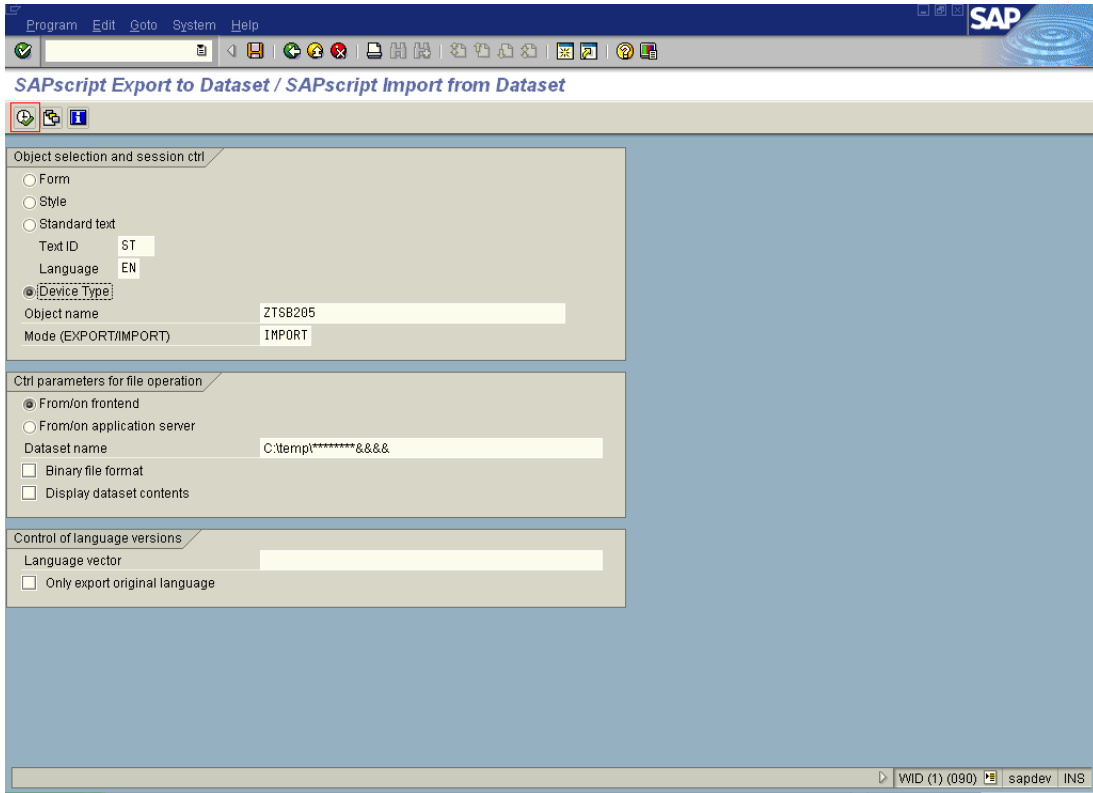 Program Edit Goto System Help
SAP
SAPscript Export to Dataset / SAPscript Import from Dataset
Object selection and session ctrl
Form
Style
Standard text
Text ID ST
Language EN
Device Type
Object name ZTSB205
Mode (EXPORT/IMPORT) IMPORT
Ctrl parameters for file operation
From/on frontend
From/on application server
Dataset name C:\temp\********&&&&
Binary file format
Display dataset contents
Control of language versions
Language vector
Only export original language
WID (1) (090) sapdev INS